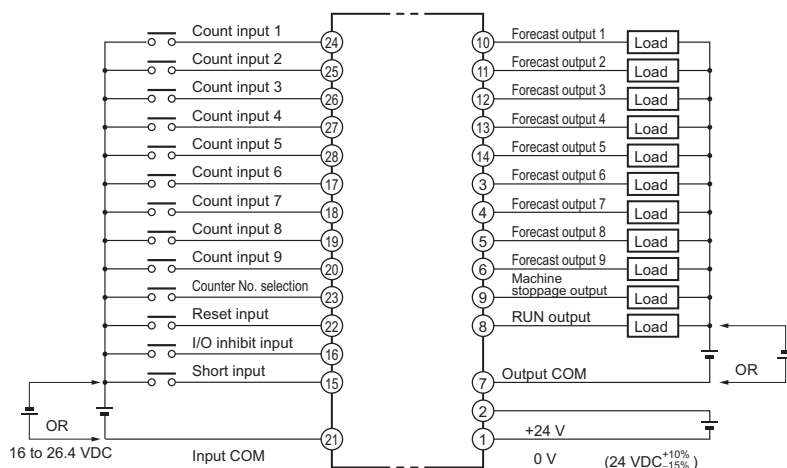 Count input 1 24
Count input 2 25
Count input 3 26
Count input 4 27
Count input 5 28
Count input 6 17
Count input 7 18
Count input 8 19
Count input 9 20
Counter No. selection 23
Reset input 22
I/O inhibit input 16
Short input 15
OR
16 to 26.4 VDC
Input COM 21
10 Forecast output 1 Load
11 Forecast output 2 Load
12 Forecast output 3 Load
13 Forecast output 4 Load
14 Forecast output 5 Load
3 Forecast output 6 Load
4 Forecast output 7 Load
5 Forecast output 8 Load
6 Forecast output 9 Load
Machine
9 stoppage output Load
8 RUN output Load
OR
7 Output COM
2
+24 V
1
0 V (24 VDC +10% –15% )